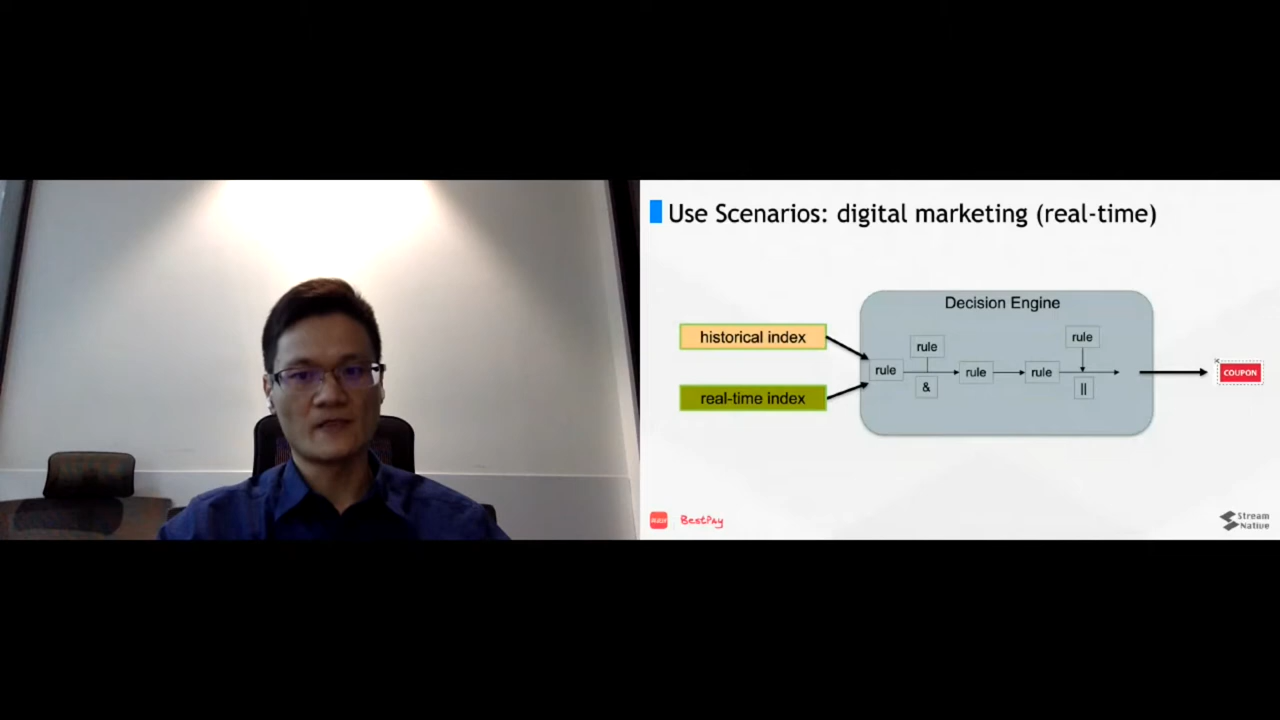 Use Scenarios: digital marketing (real-time)
Decision Engine
historical index
real-time index
rule
rule
&
rule
rule
rule
||
COUPON
BestPay
Stream
Native